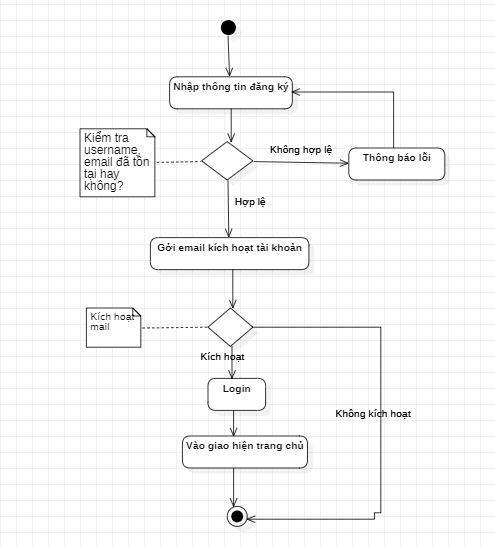 Nhập thông tin đăng ký
Kiểm tra
username,
email đã tồn
tại hay
không?
Không hợp lệ
Thông báo lỗi
Hợp lệ
Gởi email kích hoạt tài khoản
Kích hoạt
mail
Kích hoạt
Login
Không kích hoạt
Vào giao hiện trang chủ